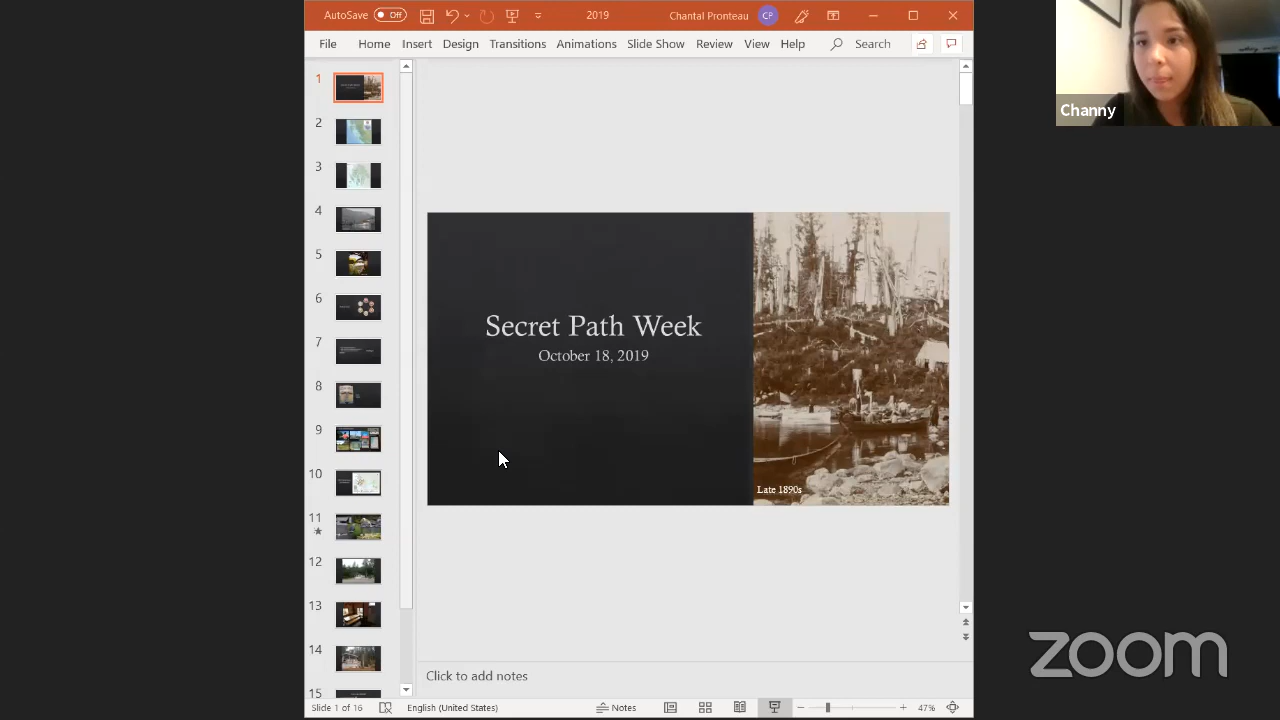 AutoSave Off 2019 Chantal Pronteau CP
File Home Insert Design Transitions Animations Slide Show Review View Help Search
Channy
1
2
3
4
5
6
7
8
9
10
11
12
13
14
15
Secret Path Week
October 18, 2019
Late 1890s
Click to add notes
Slide 1 of 16 English (United States) Notes 47%
zoom